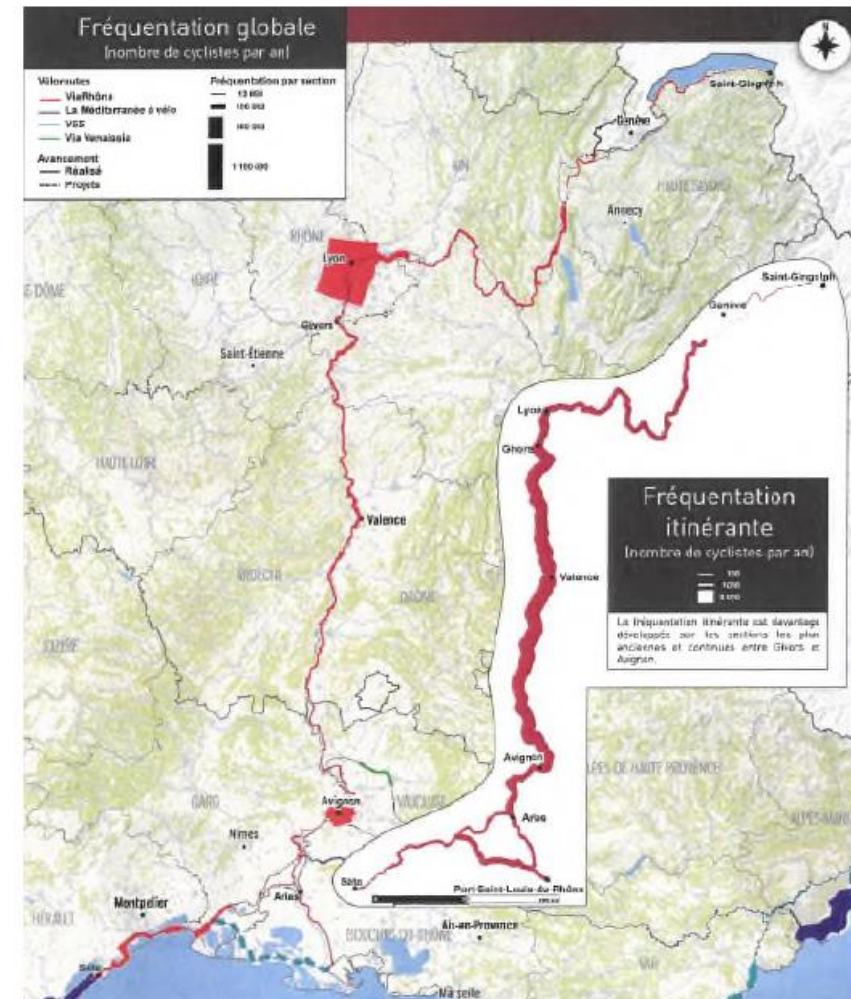 Fréquentation globale
(nombre de cyclistes par an)
Véloroutes
ViaRhôna
La Méditerranée à vélo
Via Venaissia
Avancement
Réalisé
Projets
Fréquentation par section
N
Saint-Gingolph
Genève
AIN
HAUTE-SAVOIE
Annecy
RHÔNE
Lyon
LOIRE
Givors
Saint-Étienne
HAUTE-LOIRE
Valence
ARDÈCHE
DRÔME
LOZÈRE
GARD
Avignon
VAUCLUSE
Nîmes
Montpellier
HÉRAULT
Arles
Sète
BOUCHES-DU-RHÔNE
Aix-en-Provence
Marseille
VAR
ALPES DE HAUTE PROVENCE
Saint-Gingolph
Genève
Lyon
Givors
Valence
Avignon
Arles
Sète
Port-Saint-Louis-du-Rhône
Fréquentation
itinérante
(nombre de cyclistes par an)
La fréquentation itinérante est davantage
développée sur les sections les plus
anciennes et continues entre Givors et
Avignon.